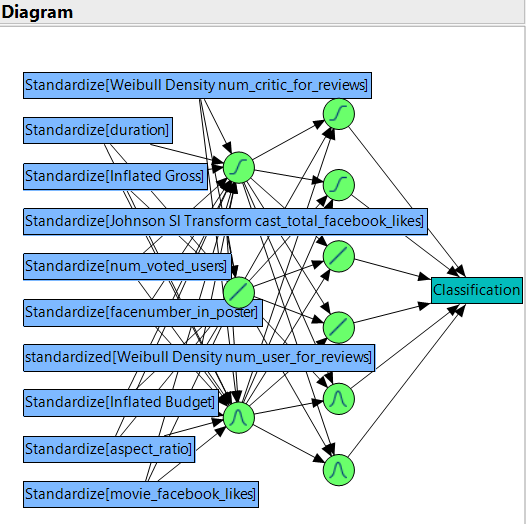 Diagram
Standardize[Weibull Density num_critic_for_reviews]
Standardize[duration]
Standardize[Inflated Gross]
Standardize[Johnson SI Transform cast_total_facebook_likes]
Standardize[num_voted_users]
Standardize[facenumber_in_poster]
standardized[Weibull Density num_user_for_reviews]
Standardize[Inflated Budget]
Standardize[aspect_ratio]
Standardize[movie_facebook_likes]
Classification